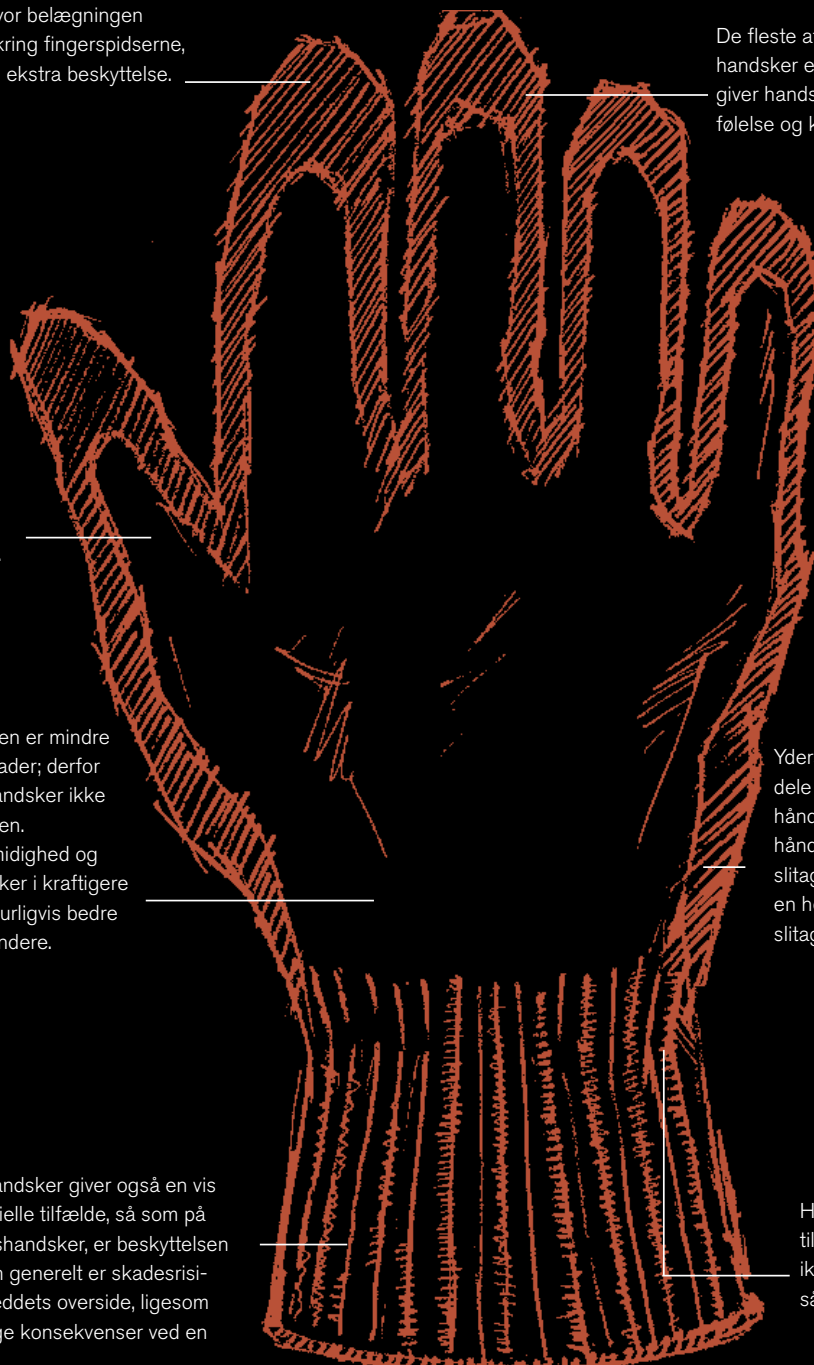 vor belægningen
kring fingerspidserne,
ekstra beskyttelse.
De fleste af
handsker e
giver hands
følelse og k
en er mindre
ader; derfor
andsker ikke
en.
nidighed og
ker i kraftigere
urligvis bedre
ndere.
Yder
dele
hånd
hånd
slitag
en he
slitag
andsker giver også en vis
ielle tilfælde, så som på
shandsker, er beskyttelsen
n generelt er skadesrisi-
eddets overside, ligesom
ge konsekvenser ved en
H
til
ik
så